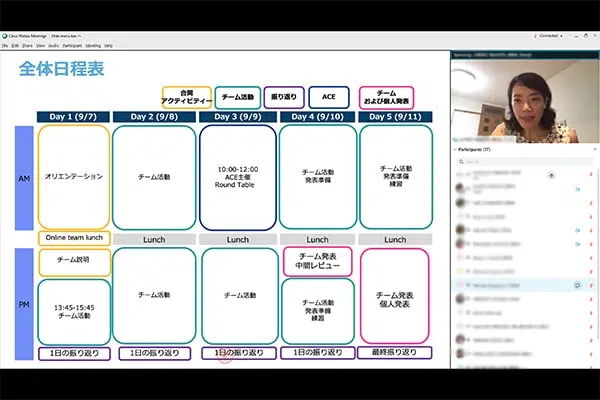 Cisco Webex Meetings
Hide menu bar
Connected
File Edit Share View Audio Participant Meeting Help
全体日程表
合同
アクティビティー
チーム活動
振り返り
ACE
チーム
および個人発表
Day 1 (9/7)
Day 2 (9/8)
Day 3 (9/9)
Day 4 (9/10)
Day 5 (9/11)
AM
オリエンテーション
チーム活動
10:00-12:00
ACE主催
Round Table
チーム活動
発表準備
チーム活動
発表準備
練習
Online team lunch
Lunch
Lunch
Lunch
Lunch
PM
チーム説明
13:45-15:45
チーム活動
チーム活動
チーム活動
チーム発表
中間レビュー
チーム活動
発表準備
練習
チーム発表
個人発表
1日の振り返り
1日の振り返り
1日の振り返り
1日の振り返り
最終振り返り
Participants (17)
Search